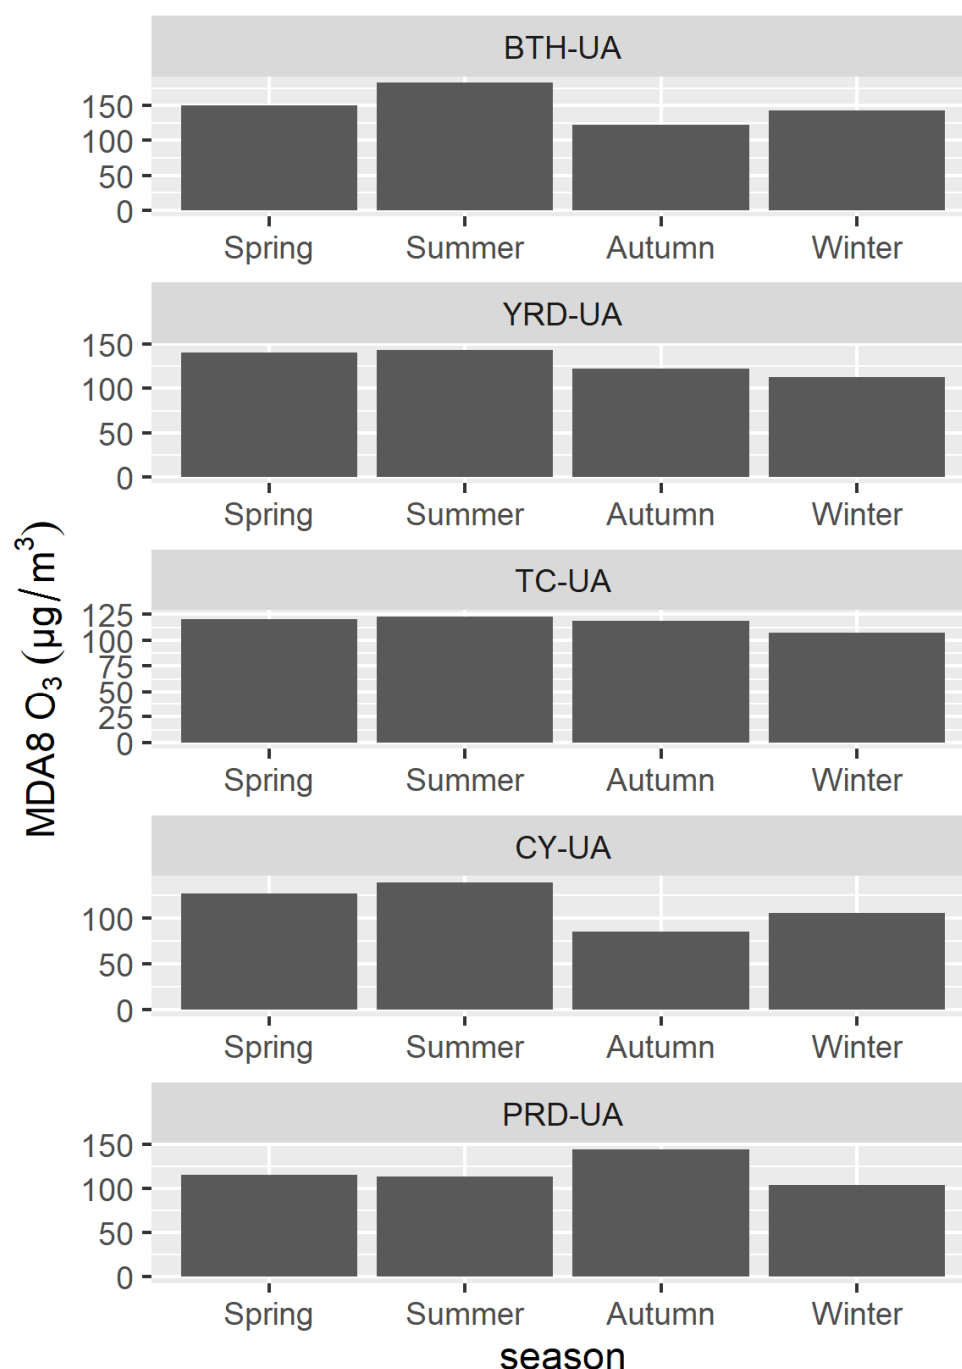 BTH-UA
150
100
50
0
Spring Summer Autumn Winter
YRD-UA
150
100
50
0
Spring Summer Autumn Winter
TC-UA
125
100
75
50
25
0
Spring Summer Autumn Winter
CY-UA
100
50
0
Spring Summer Autumn Winter
PRD-UA
150
100
50
0
Spring Summer Autumn Winter
season
MDA8 O₃ (μg/m³)